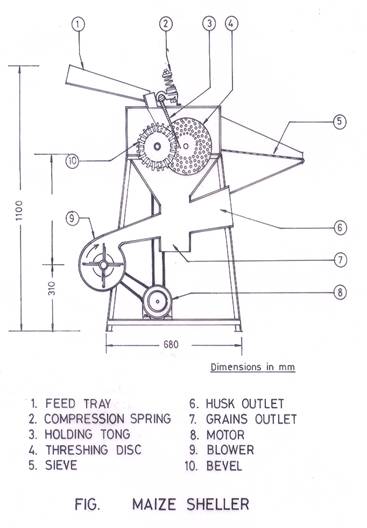 1
2
3
4
5
6
7
8
9
10
1100
310
680
Dimensions in mm
1. FEED TRAY
2. COMPRESSION SPRING
3. HOLDING TONG
4. THRESHING DISC
5. SIEVE
6. HUSK OUTLET
7. GRAINS OUTLET
8. MOTOR
9. BLOWER
10. BEVEL
FIG. MAIZE SHELLER